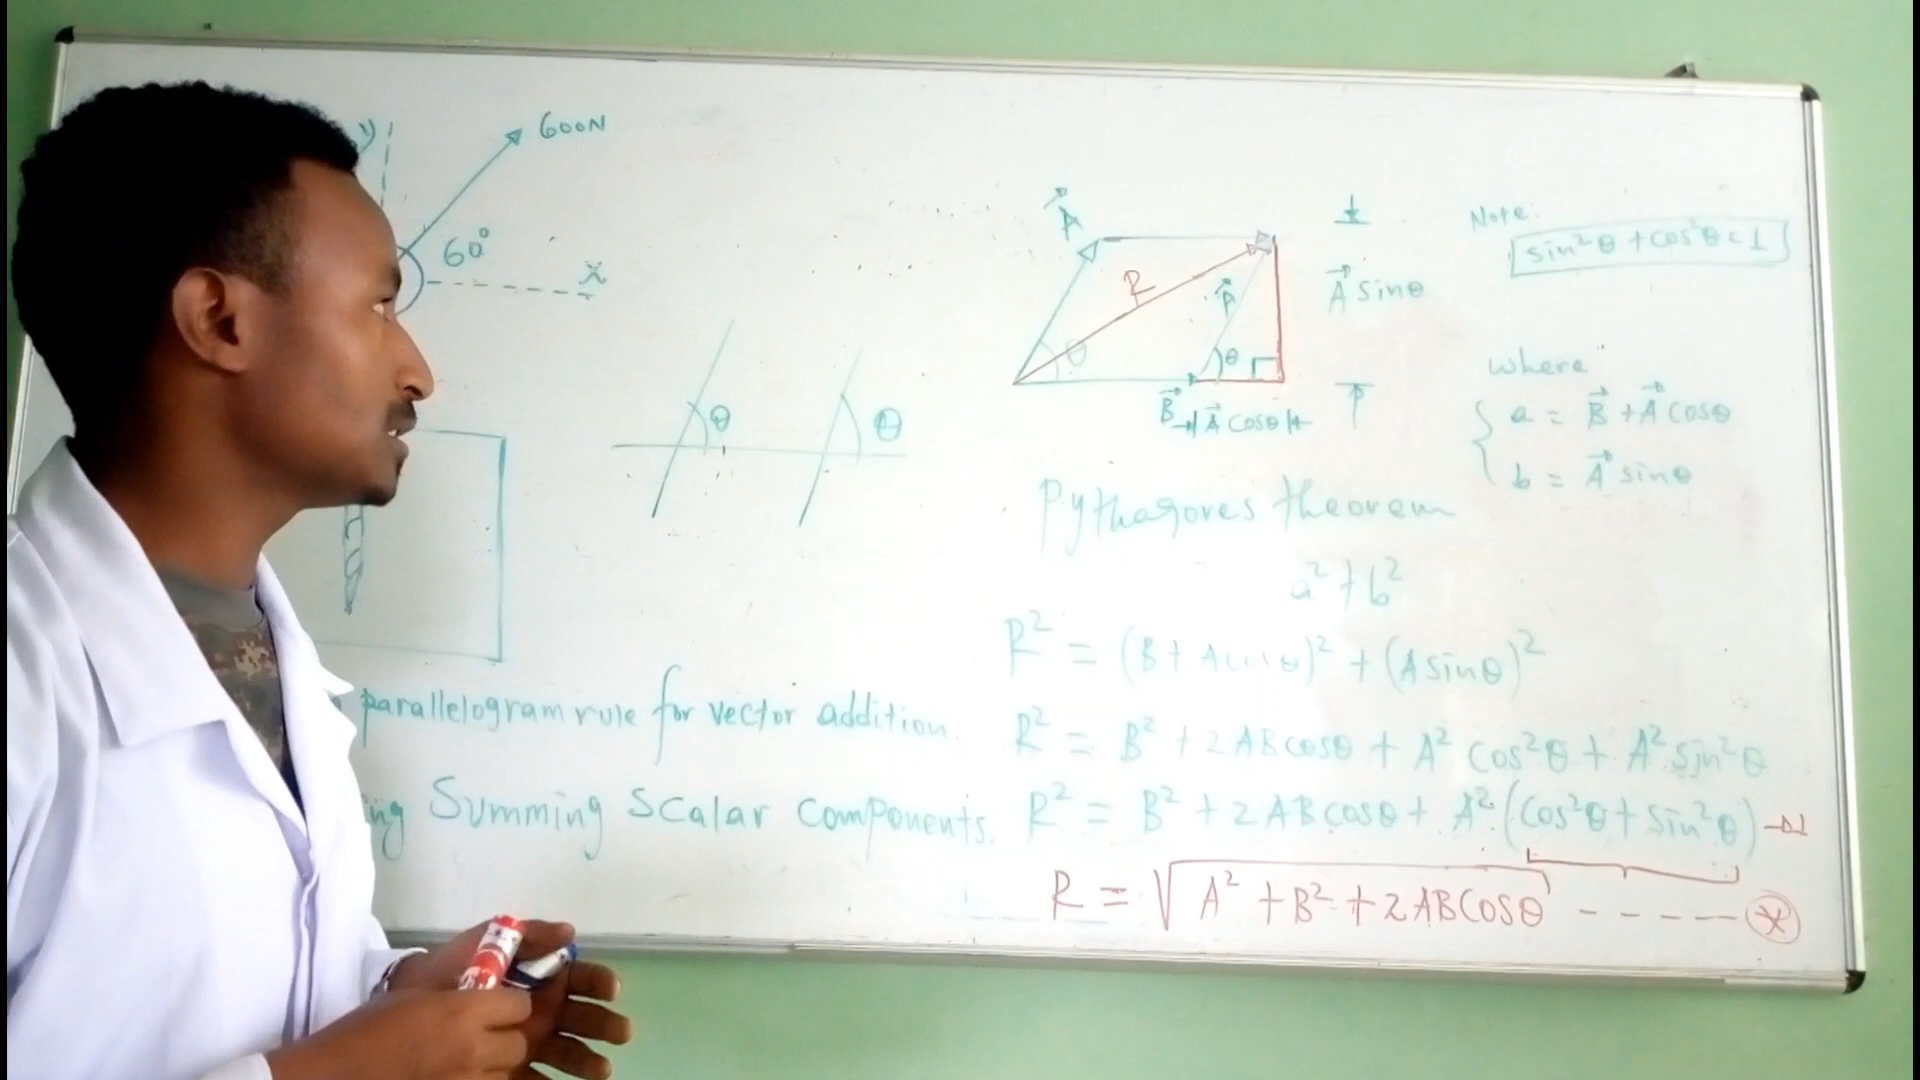 y
600N
60°
x
θ
θ
parallelogram rule for vector addition.
ing Summing Scalar components.
A
R
A
θ
θ
B
A cosθ
A sinθ
Note:
sin²θ + cos²θ = 1
where
a = B + A cosθ
b = A sinθ
Pythagores theorem
a² + b²
R² = (B + A cosθ)² + (A sinθ)²
R² = B² + 2ABcosθ + A² cos²θ + A² sin²θ
R² = B² + 2ABcosθ + A² (cos²θ + sin²θ) → 1
R = √A² + B² + 2ABCosθ - - - - - *